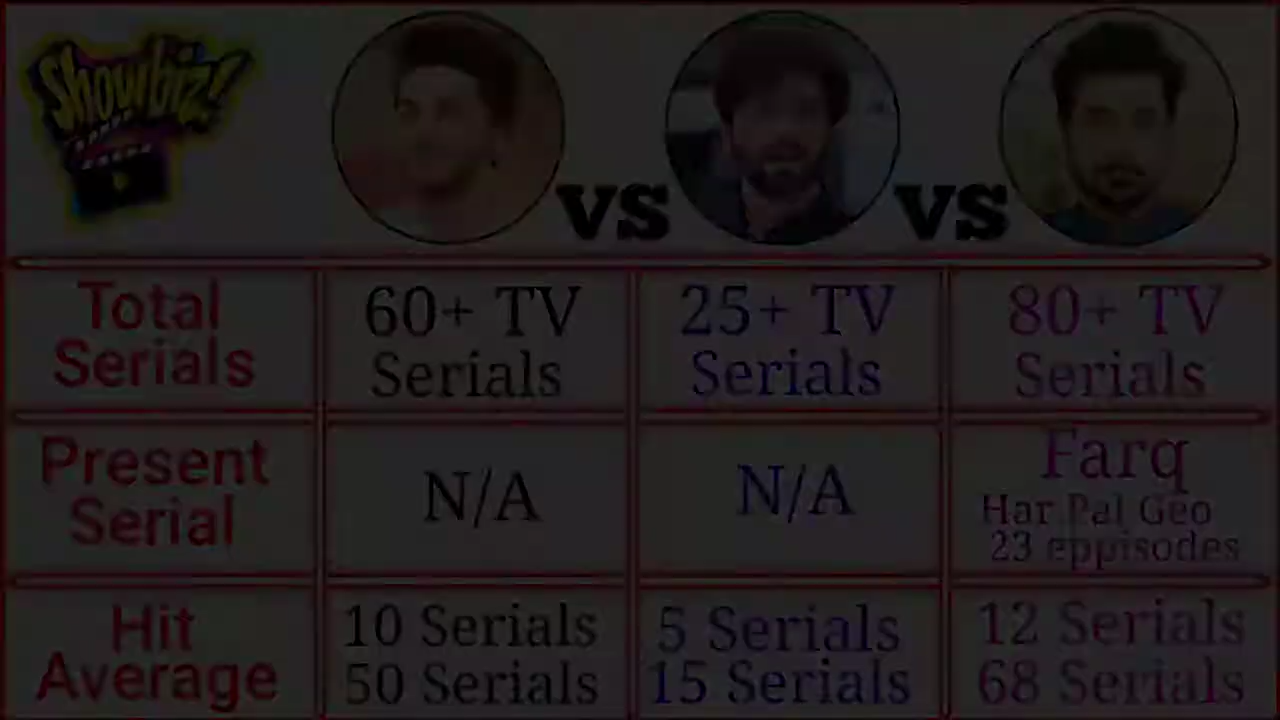 Showbiz!
VS
VS
Total
Serials
60+ TV
Serials
25+ TV
Serials
80+ TV
Serials
Present
Serial
N/A
N/A
Farq
Har Pal Geo
23 eppisodes
Hit
Average
10 Serials
50 Serials
5 Serials
15 Serials
12 Serials
68 Serials